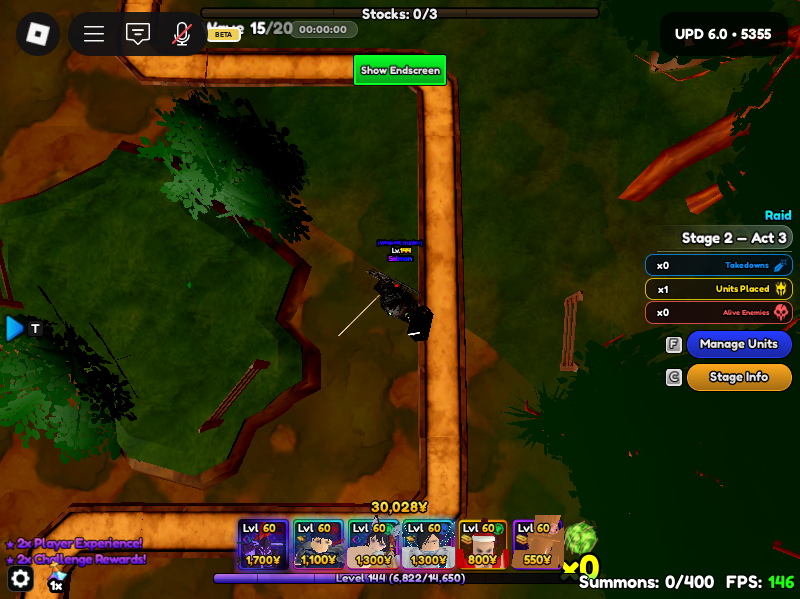 Stocks: 0/3
Wave 15/20
00:00:00
BETA
UPD 6.0 • 5355
Show Endscreen
Raid
Stage 2 – Act 3
x0 Takedowns
x1 Units Placed
x0 Alive Enemies
F Manage Units
C Stage Info
T
Lv.144
30,028¥
Lvl 60 Lvl 60 Lvl 60 Lvl 60 Lvl 60 Lvl 60
1,700¥ 1,100¥ 1,300¥ 1,300¥ 800¥ 550¥
x0
★ 2x Player Experience!
★ 2x Challenge Rewards!
1x
Level 144 (6,822/14,650)
Summons: 0/400 FPS: 146